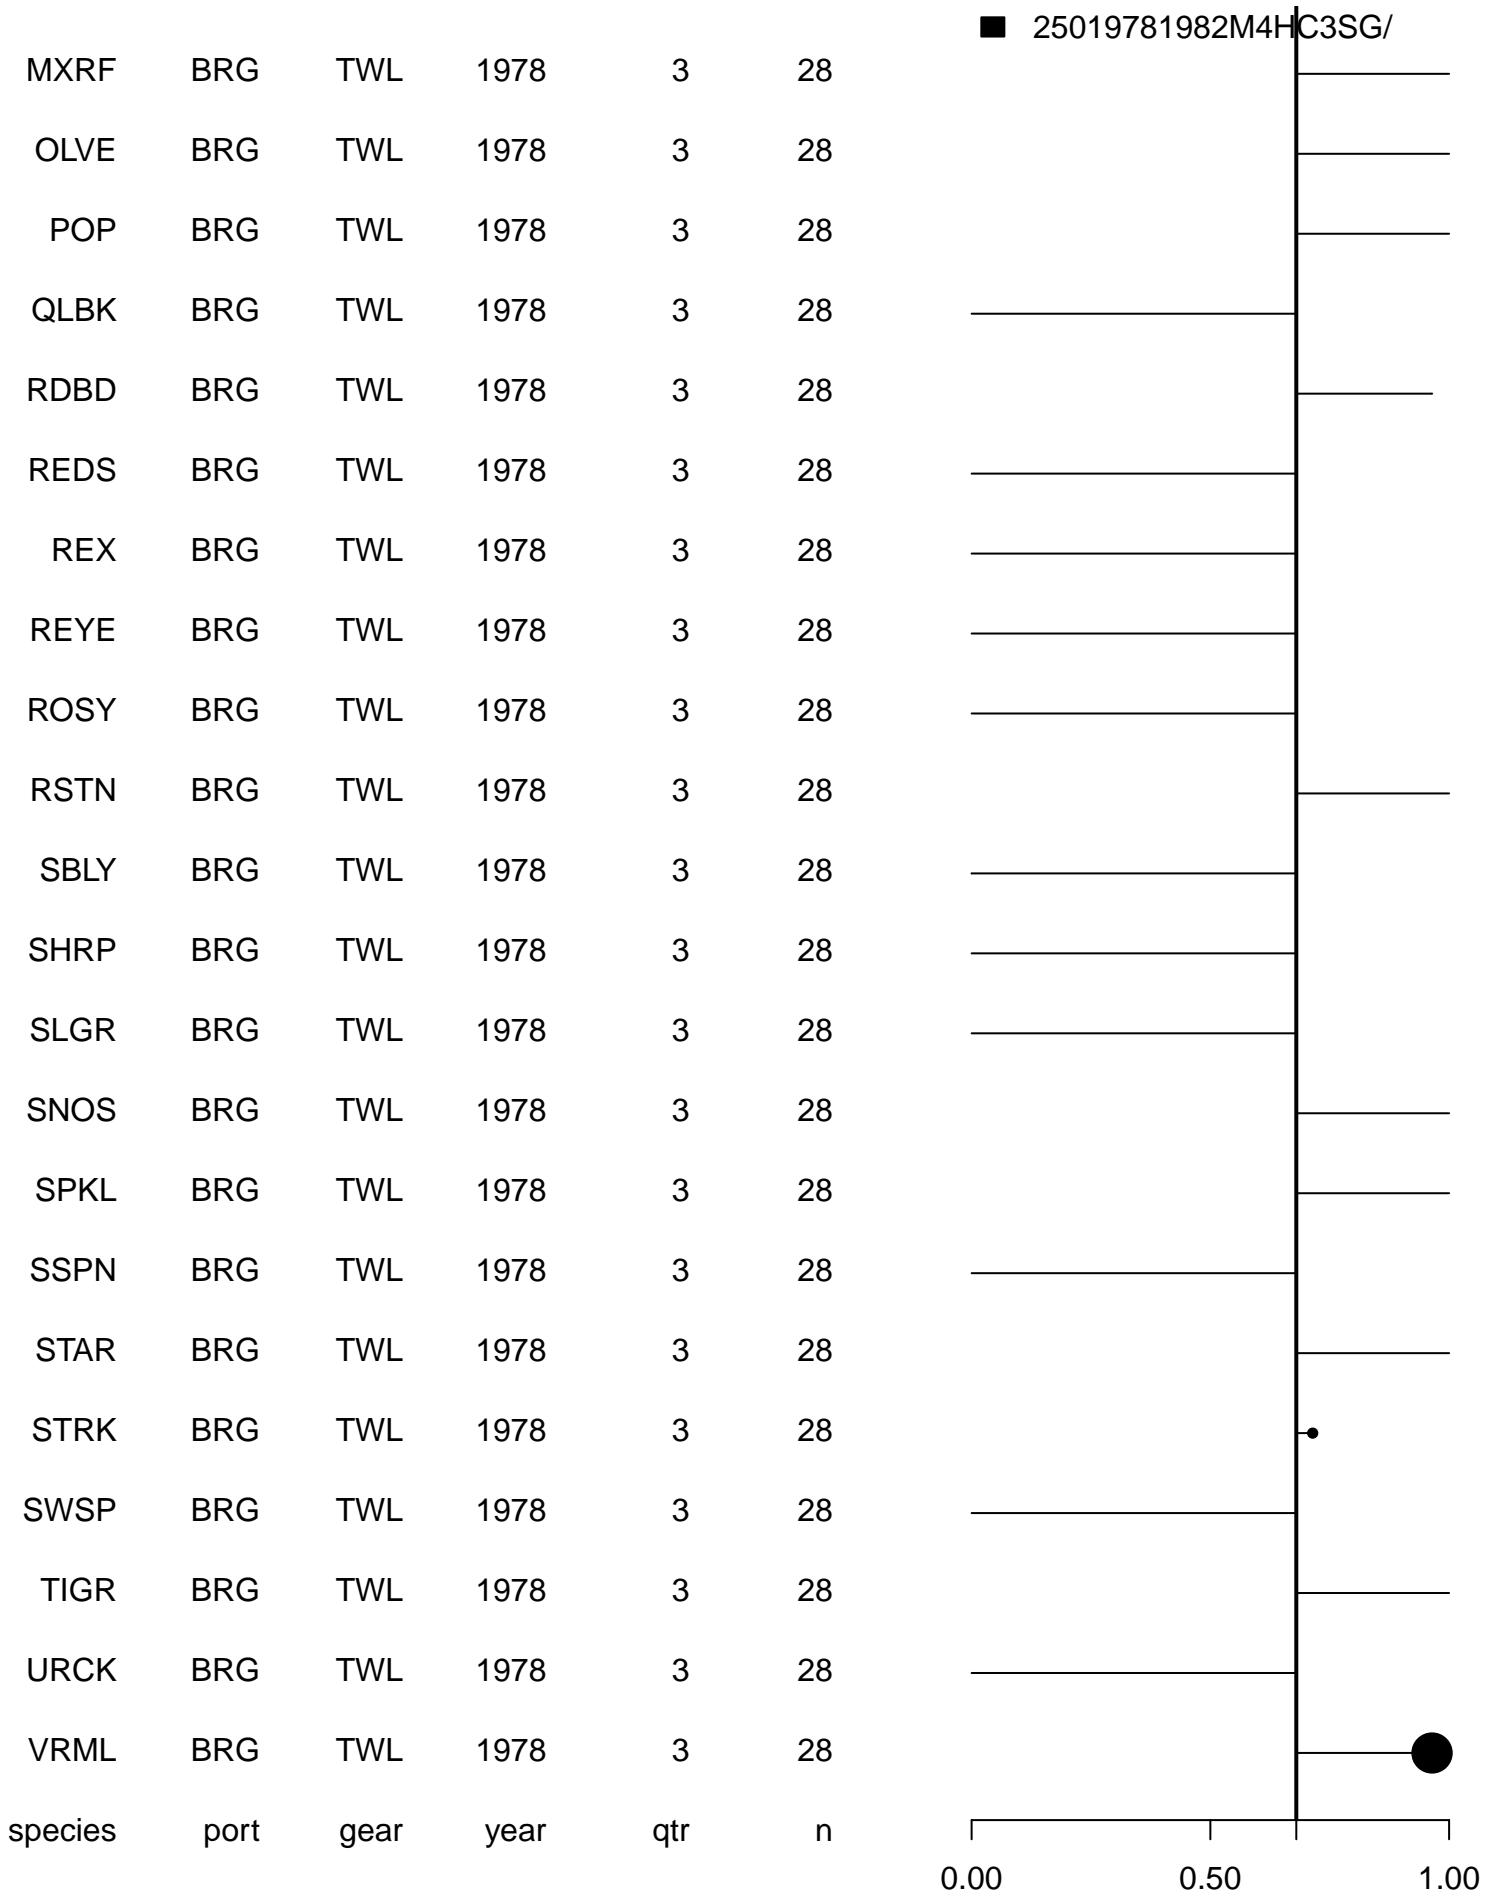 25019781982M4HC3SG/
MXRF BRG TWL 1978 3 28
OLVE BRG TWL 1978 3 28
POP BRG TWL 1978 3 28
QLBK BRG TWL 1978 3 28
RDBD BRG TWL 1978 3 28
REDS BRG TWL 1978 3 28
REX BRG TWL 1978 3 28
REYE BRG TWL 1978 3 28
ROSY BRG TWL 1978 3 28
RSTN BRG TWL 1978 3 28
SBLY BRG TWL 1978 3 28
SHRP BRG TWL 1978 3 28
SLGR BRG TWL 1978 3 28
SNOS BRG TWL 1978 3 28
SPKL BRG TWL 1978 3 28
SSPN BRG TWL 1978 3 28
STAR BRG TWL 1978 3 28
STRK BRG TWL 1978 3 28
SWSP BRG TWL 1978 3 28
TIGR BRG TWL 1978 3 28
URCK BRG TWL 1978 3 28
VRML BRG TWL 1978 3 28
species port gear year qtr n
0.00 0.50 1.00